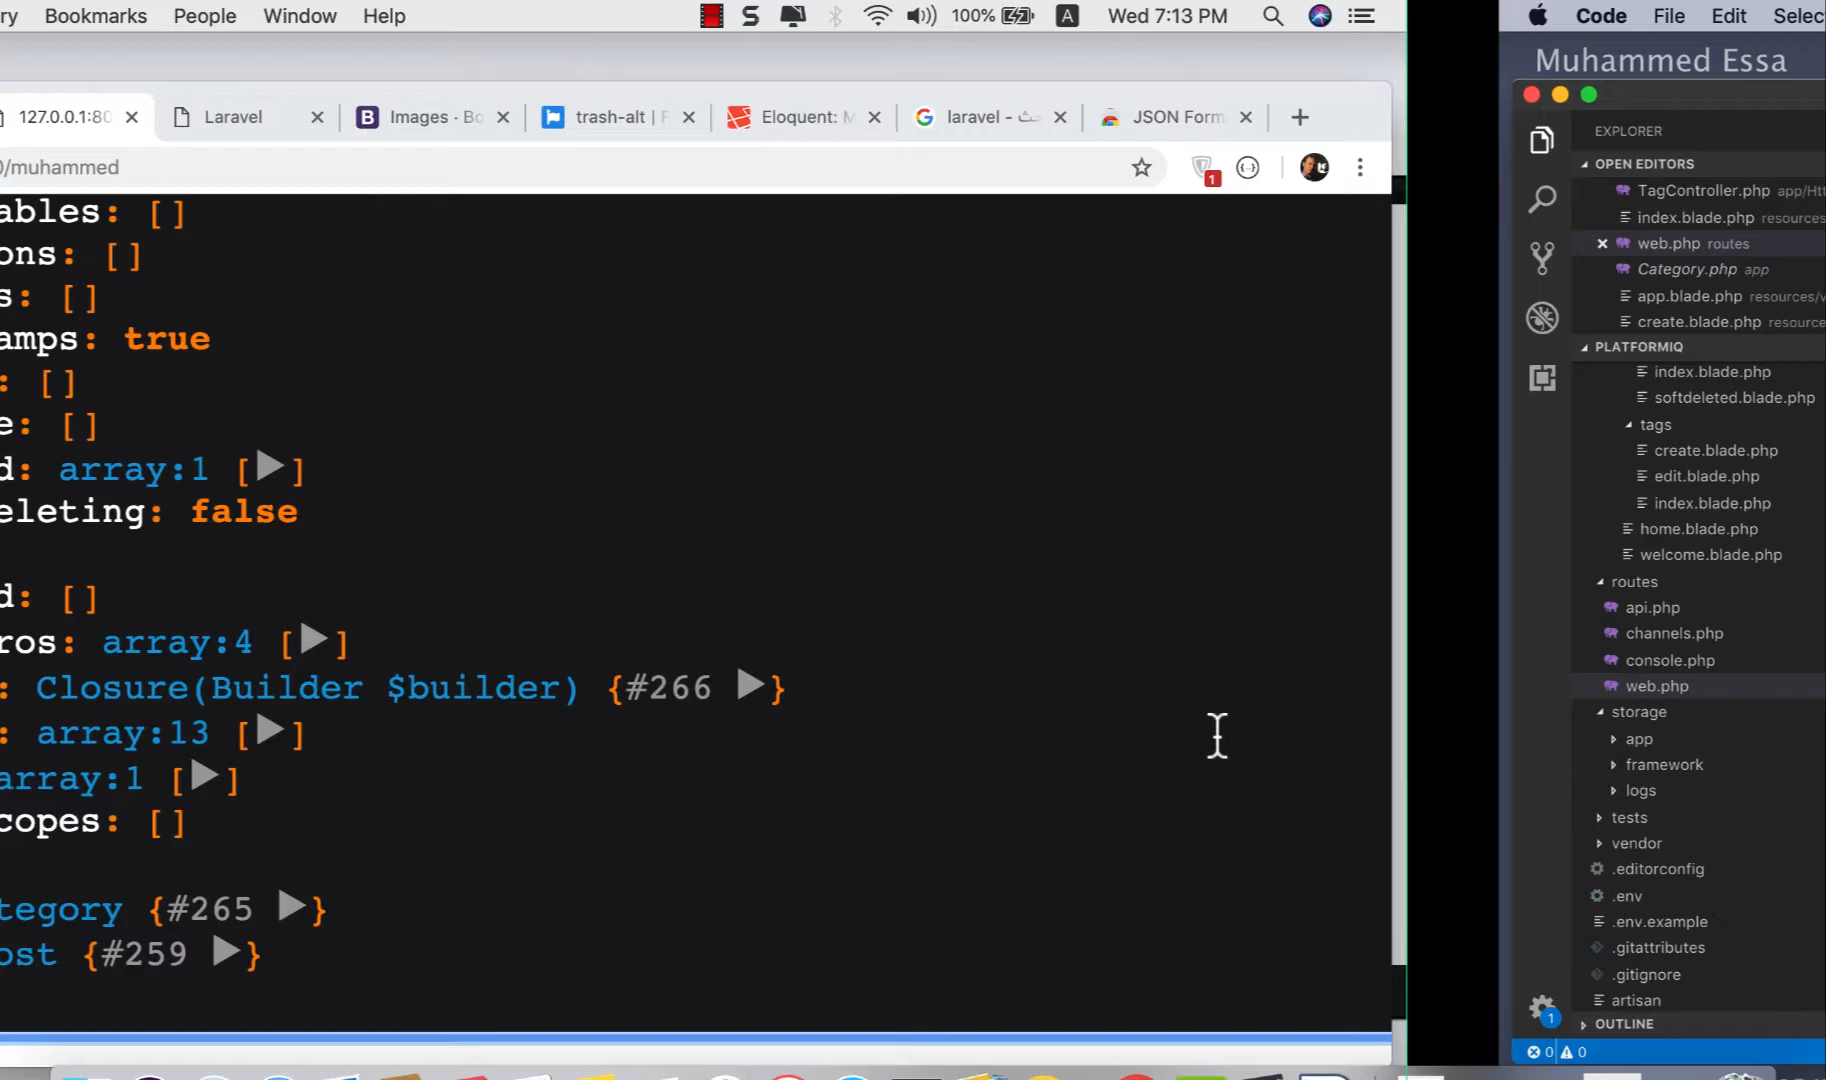 ry Bookmarks People Window Help 100% A Wed 7:13 PM
127.0.0.1:80 Laravel Images · Bo trash-alt | F Eloquent: M laravel - بحث JSON Form
0/muhammed 1
ables: []
ons: []
s: []
amps: true
: []
e: []
d: array:1 [▶]
eleting: false
d: []
ros: array:4 [▶]
: Closure(Builder $builder) {#266 ▶}
: array:13 [▶]
array:1 [▶]
copes: []
tegory {#265 ▶}
ost {#259 ▶}
Code File Edit Selec
Muhammed Essa
EXPLORER
OPEN EDITORS
TagController.php app/Htt
index.blade.php resources
web.php routes
Category.php app
app.blade.php resources/v
create.blade.php resource
PLATFORMIQ
index.blade.php
softdeleted.blade.php
tags
create.blade.php
edit.blade.php
index.blade.php
home.blade.php
welcome.blade.php
routes
api.php
channels.php
console.php
web.php
storage
app
framework
logs
tests
vendor
.editorconfig
.env
.env.example
.gitattributes
.gitignore
artisan
OUTLINE
1
0 0